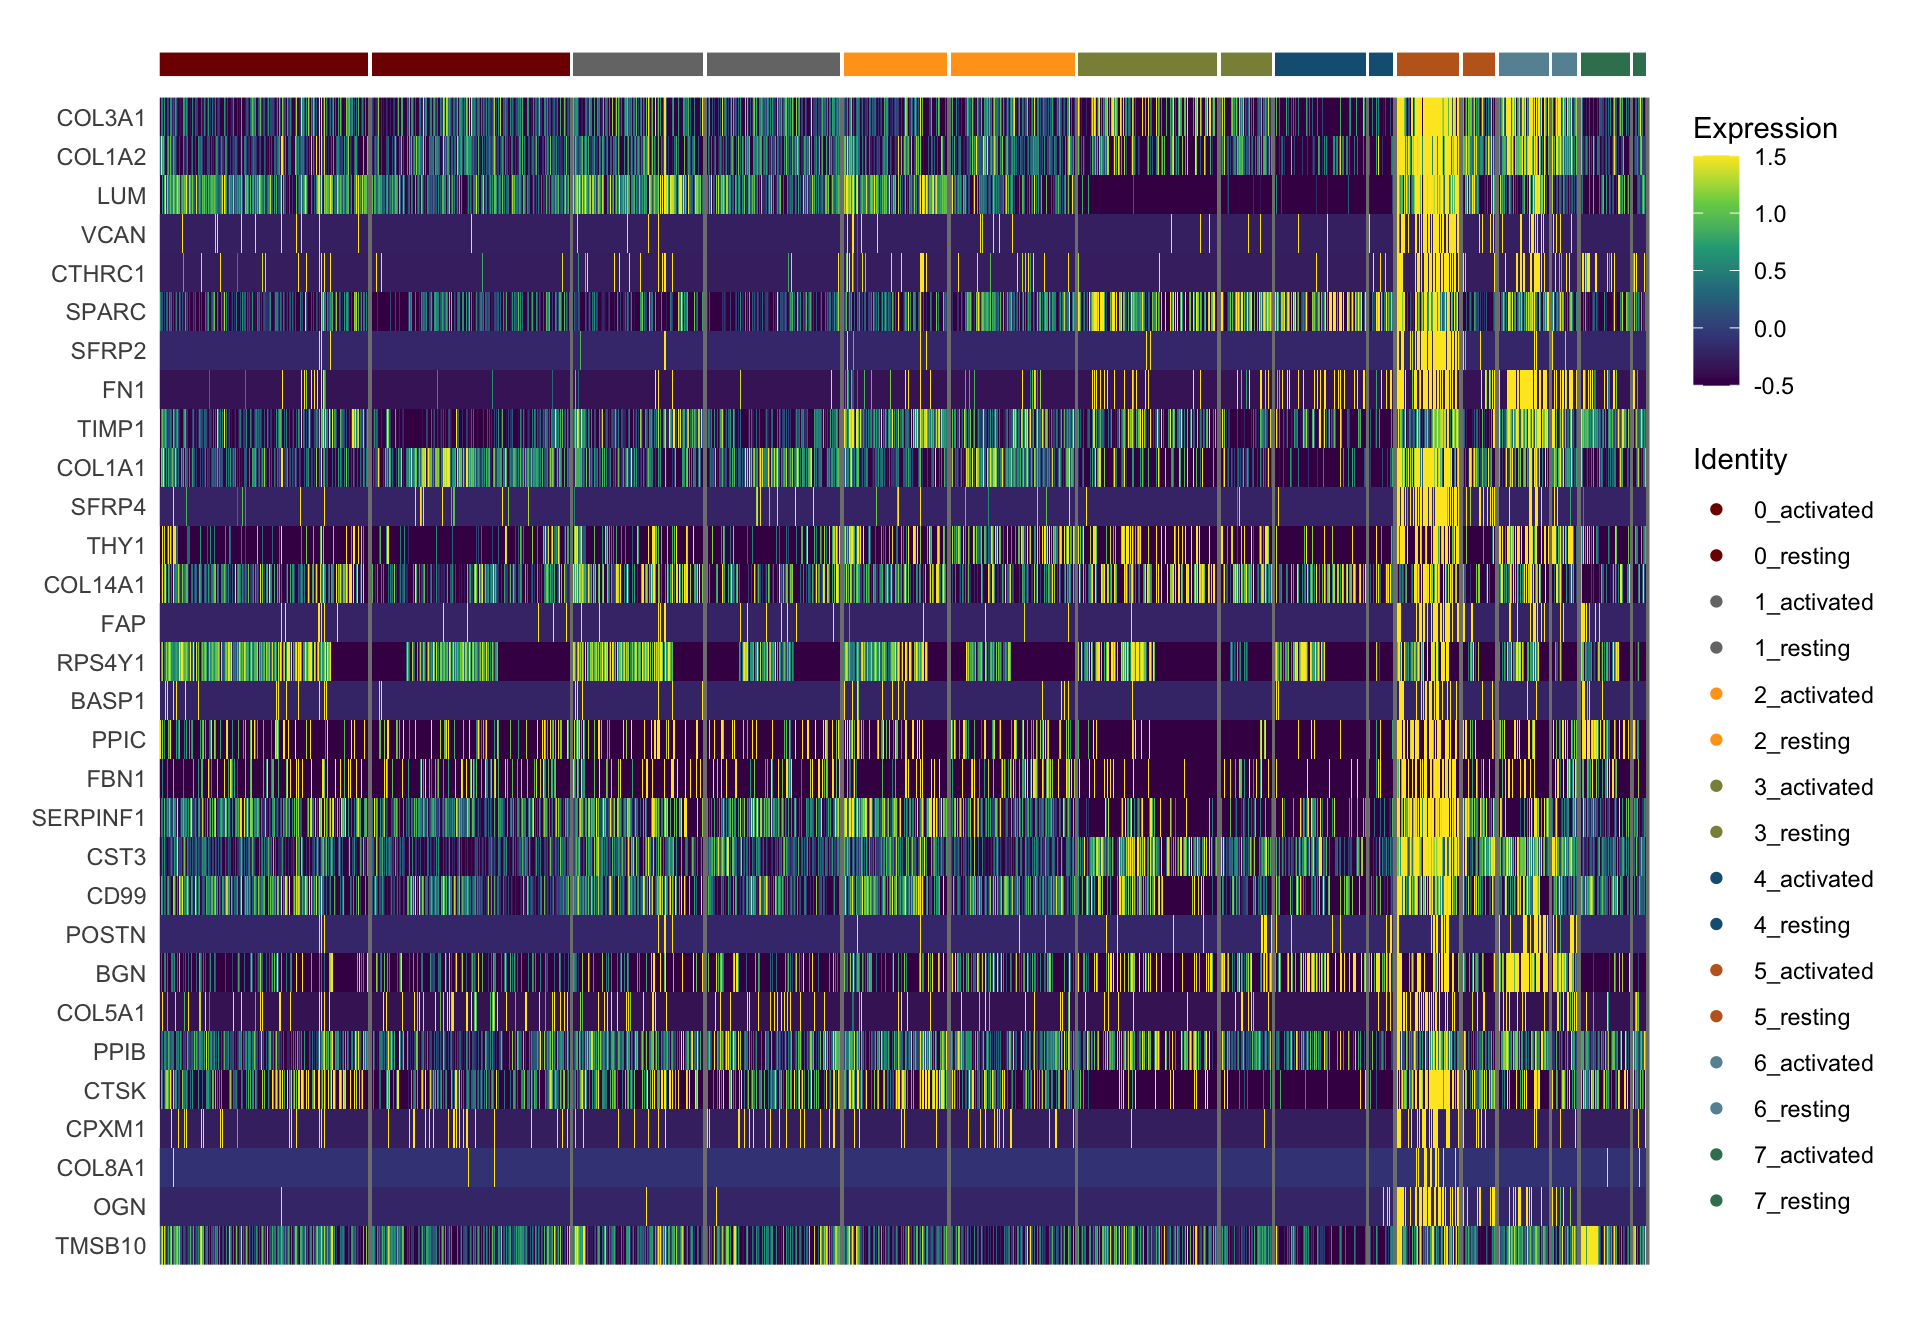 COL3A1
COL1A2
LUM
VCAN
CTHRC1
SPARC
SFRP2
FN1
TIMP1
COL1A1
SFRP4
THY1
COL14A1
FAP
RPS4Y1
BASP1
PPIC
FBN1
SERPINF1
CST3
CD99
POSTN
BGN
COL5A1
PPIB
CTSK
CPXM1
COL8A1
OGN
TMSB10
Expression
1.5
1.0
0.5
0.0
-0.5
Identity
0_activated
0_resting
1_activated
1_resting
2_activated
2_resting
3_activated
3_resting
4_activated
4_resting
5_activated
5_resting
6_activated
6_resting
7_activated
7_resting